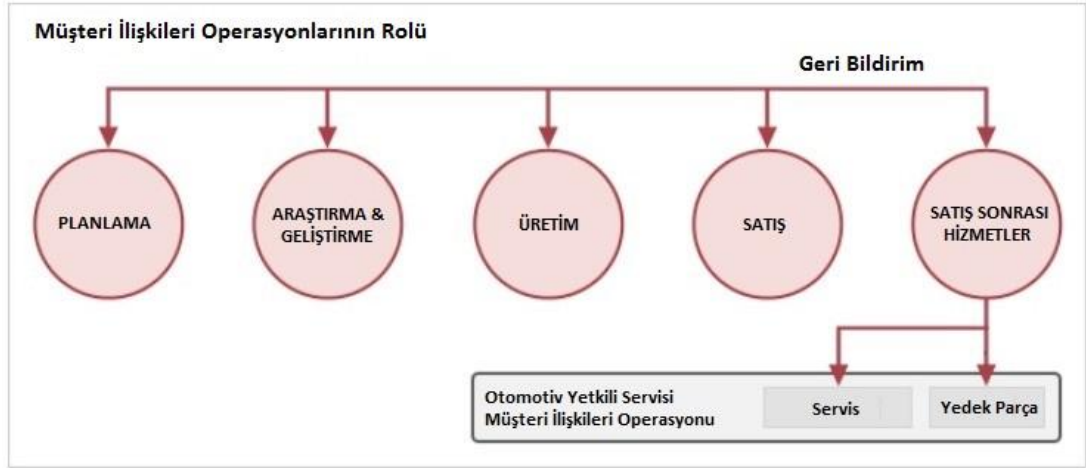 Müşteri İlişkileri Operasyonlarının Rolü
Geri Bildirim
PLANLAMA
ARAŞTIRMA &
GELİŞTİRME
ÜRETİM
SATIŞ
SATIŞ SONRASI
HİZMETLER
Otomotiv Yetkili Servisi
Müşteri İlişkileri Operasyonu
Servis
Yedek Parça